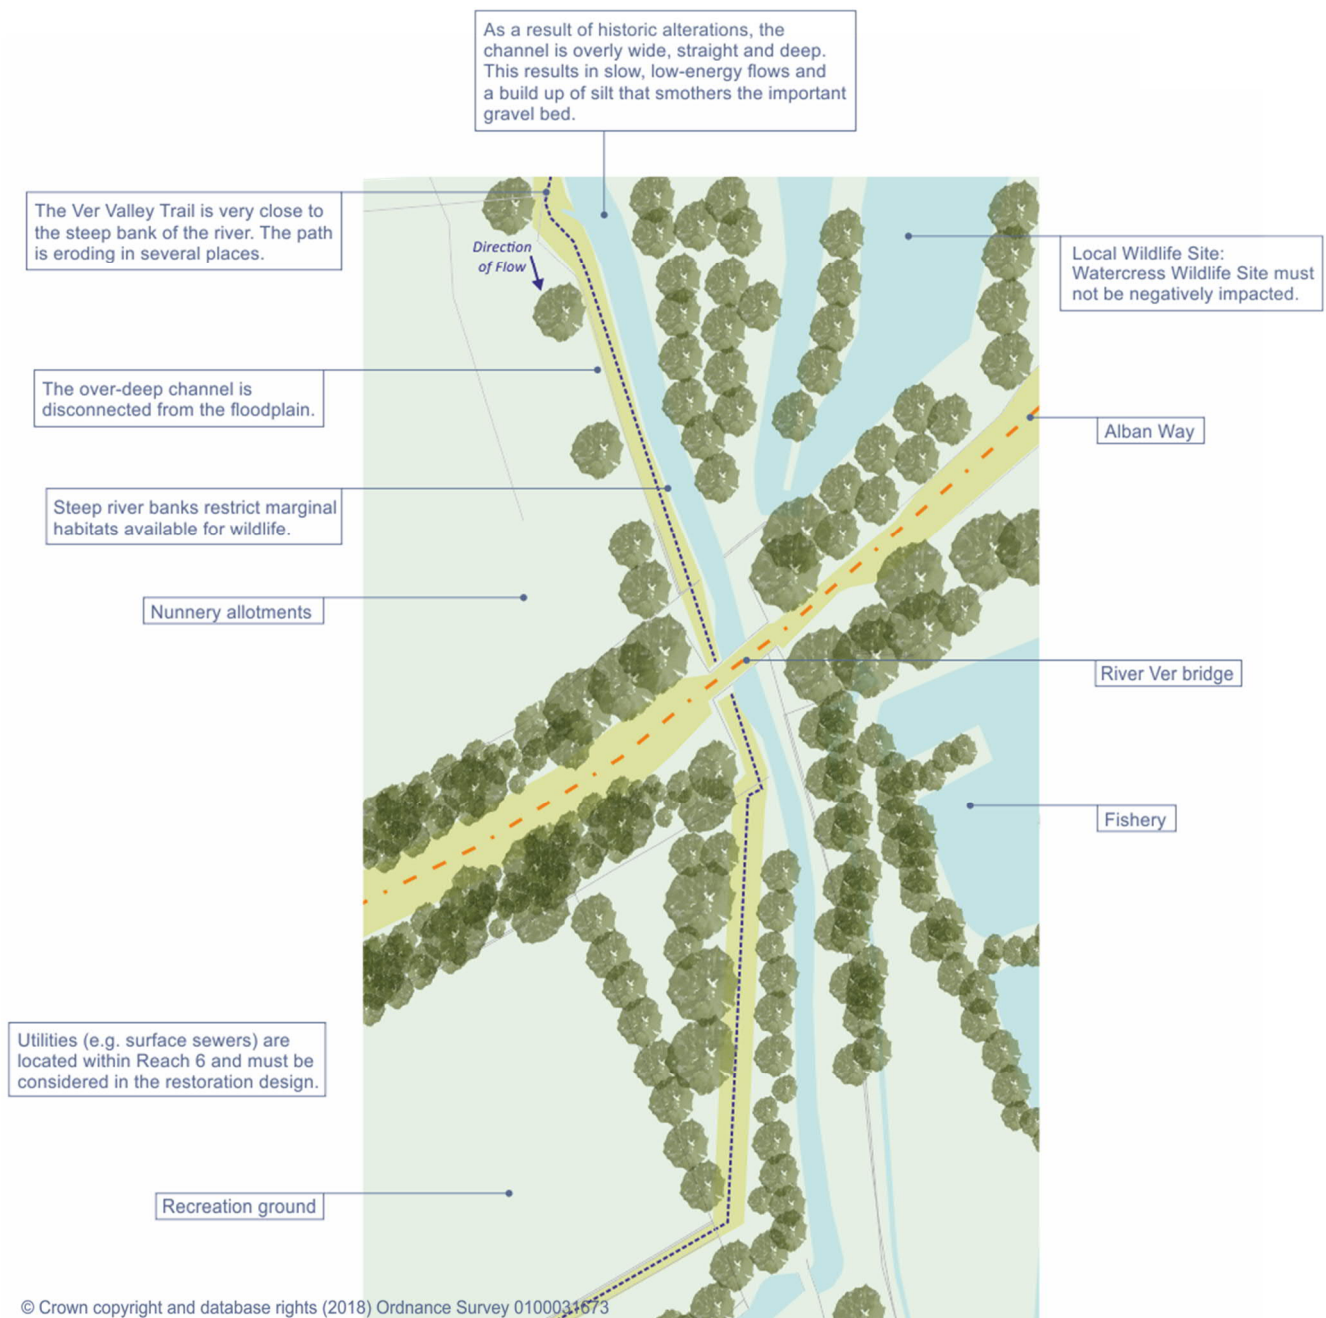 As a result of historic alterations, the
channel is overly wide, straight and deep.
This results in slow, low-energy flows and
a build up of silt that smothers the important
gravel bed.
The Ver Valley Trail is very close to
the steep bank of the river. The path
is eroding in several places.
Direction
of Flow
Local Wildlife Site:
Watercress Wildlife Site must
not be negatively impacted.
The over-deep channel is
disconnected from the floodplain.
Alban Way
Steep river banks restrict marginal
habitats available for wildlife.
Nunnery allotments
River Ver bridge
Fishery
Utilities (e.g. surface sewers) are
located within Reach 6 and must be
considered in the restoration design.
Recreation ground
© Crown copyright and database rights (2018) Ordnance Survey 0100031673